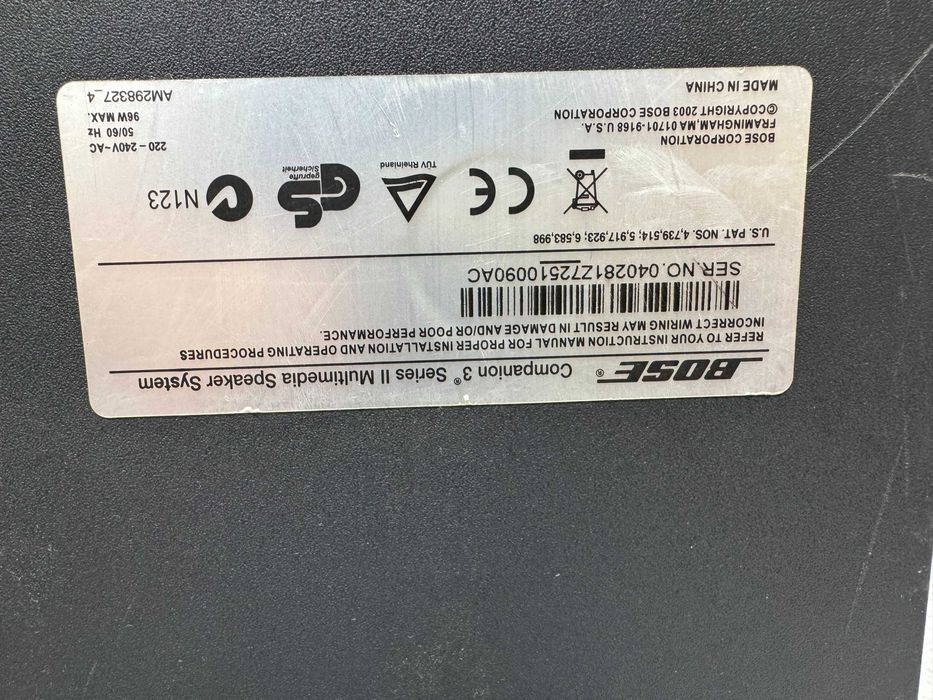 BOSE® Companion 3® Series II Multimedia Speaker System
REFER TO YOUR INSTRUCTION MANUAL FOR PROPER INSTALLATION AND OPERATING PROCEDURES
INCORRECT WIRING MAY RESULT IN DAMAGE AND/OR POOR PERFORMANCE.
SER.NO.040281Z72510090AC
U.S. PAT. NOS. 4,739,514; 5,917,923; 6,583,998
CE
TÜV Rheinland
GS
geprüfte
Sicherheit
N123
BOSE CORPORATION
FRAMINGHAM,MA 01701-9168 U.S.A.
©COPYRIGHT 2003 BOSE CORPORATION
MADE IN CHINA
220 – 240V~AC
50/60 Hz
96W MAX.
AM298327_4